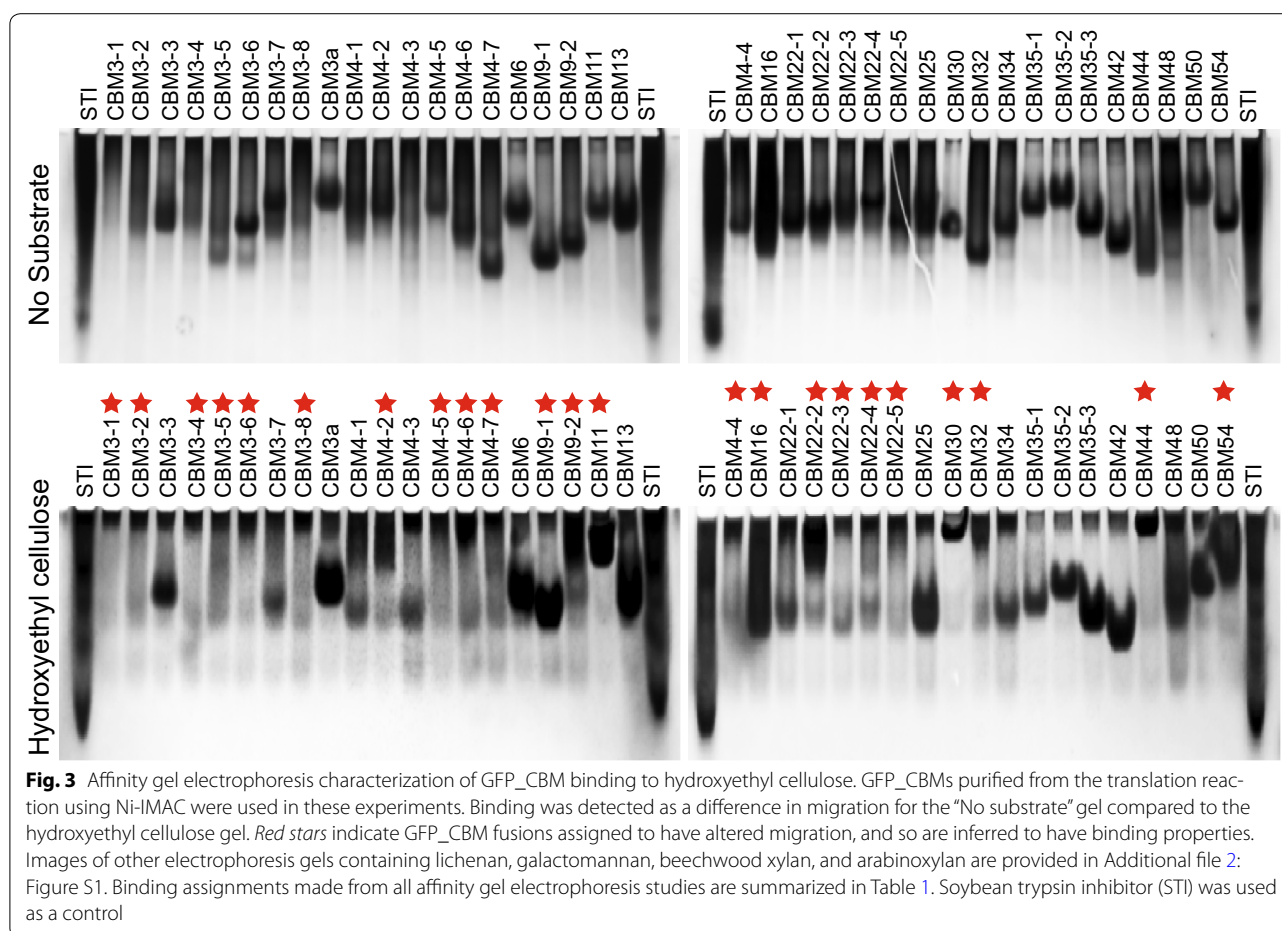 STI CBM3-1 CBM3-2 CBM3-3 CBM3-4 CBM3-5 CBM3-6 CBM3-7 CBM3-8 CBM3a CBM4-1 CBM4-2 CBM4-3 CBM4-5 CBM4-6 CBM4-7 CBM6 CBM9-1 CBM9-2 CBM11 CBM13 STI
STI CBM4-4 CBM16 CBM22-1 CBM22-2 CBM22-3 CBM22-4 CBM22-5 CBM25 CBM30 CBM32 CBM34 CBM35-1 CBM35-2 CBM35-3 CBM42 CBM44 CBM48 CBM50 CBM54 STI
No Substrate
STI CBM3-1 CBM3-2 CBM3-3 CBM3-4 CBM3-5 CBM3-6 CBM3-7 CBM3-8 CBM3a CBM4-1 CBM4-2 CBM4-3 CBM4-5 CBM4-6 CBM4-7 CBM6 CBM9-1 CBM9-2 CBM11 CBM13 STI
STI CBM4-4 CBM16 CBM22-1 CBM22-2 CBM22-3 CBM22-4 CBM22-5 CBM25 CBM30 CBM32 CBM34 CBM35-1 CBM35-2 CBM35-3 CBM42 CBM44 CBM48 CBM50 CBM54 STI
Hydroxyethyl cellulose
Fig. 3 Affinity gel electrophoresis characterization of GFP_CBM binding to hydroxyethyl cellulose. GFP_CBMs purified from the translation reac-
tion using Ni-IMAC were used in these experiments. Binding was detected as a difference in migration for the “No substrate” gel compared to the
hydroxyethyl cellulose gel. Red stars indicate GFP_CBM fusions assigned to have altered migration, and so are inferred to have binding properties.
Images of other electrophoresis gels containing lichenan, galactomannan, beechwood xylan, and arabinoxylan are provided in Additional file 2:
Figure S1. Binding assignments made from all affinity gel electrophoresis studies are summarized in Table 1. Soybean trypsin inhibitor (STI) was used
as a control